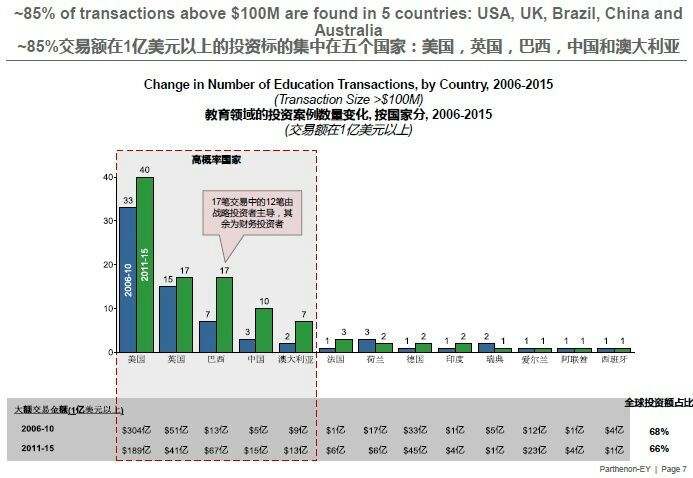 ~85% of transactions above $100M are found in 5 countries: USA, UK, Brazil, China and
Australia
~85%交易额在1亿美元以上的投资标的集中在五个国家：美国，英国，巴西，中国和澳大利亚
Change in Number of Education Transactions, by Country, 2006-2015
(Transaction Size >$100M)
教育领域的投资案例数量变化, 按国家分, 2006-2015
(交易额在1亿美元以上)
高概率国家
17笔交易中的12笔由
战略投资者主导，其
余为财务投资者
40
30
20
10
0
33 40 15 17 7 17 3 10 2 7 1 3 3 2 1 2 1 2 2 1 1 1 1 1 1 1
2006-10
2011-15
美国 英国 巴西 中国 澳大利亚 法国 荷兰 德国 印度 瑞典 爱尔兰 阿联酋 西班牙
大额交易金额(1亿美元以上) 全球投资额占比
2006-10 $304亿 $51亿 $13亿 $5亿 $9亿 $1亿 $17亿 $33亿 $1亿 $5亿 $12亿 $1亿 $4亿 68%
2011-15 $189亿 $41亿 $67亿 $15亿 $13亿 $6亿 $6亿 $45亿 $4亿 $1亿 $23亿 $4亿 $1亿 66%
Parthenon-EY | Page 7